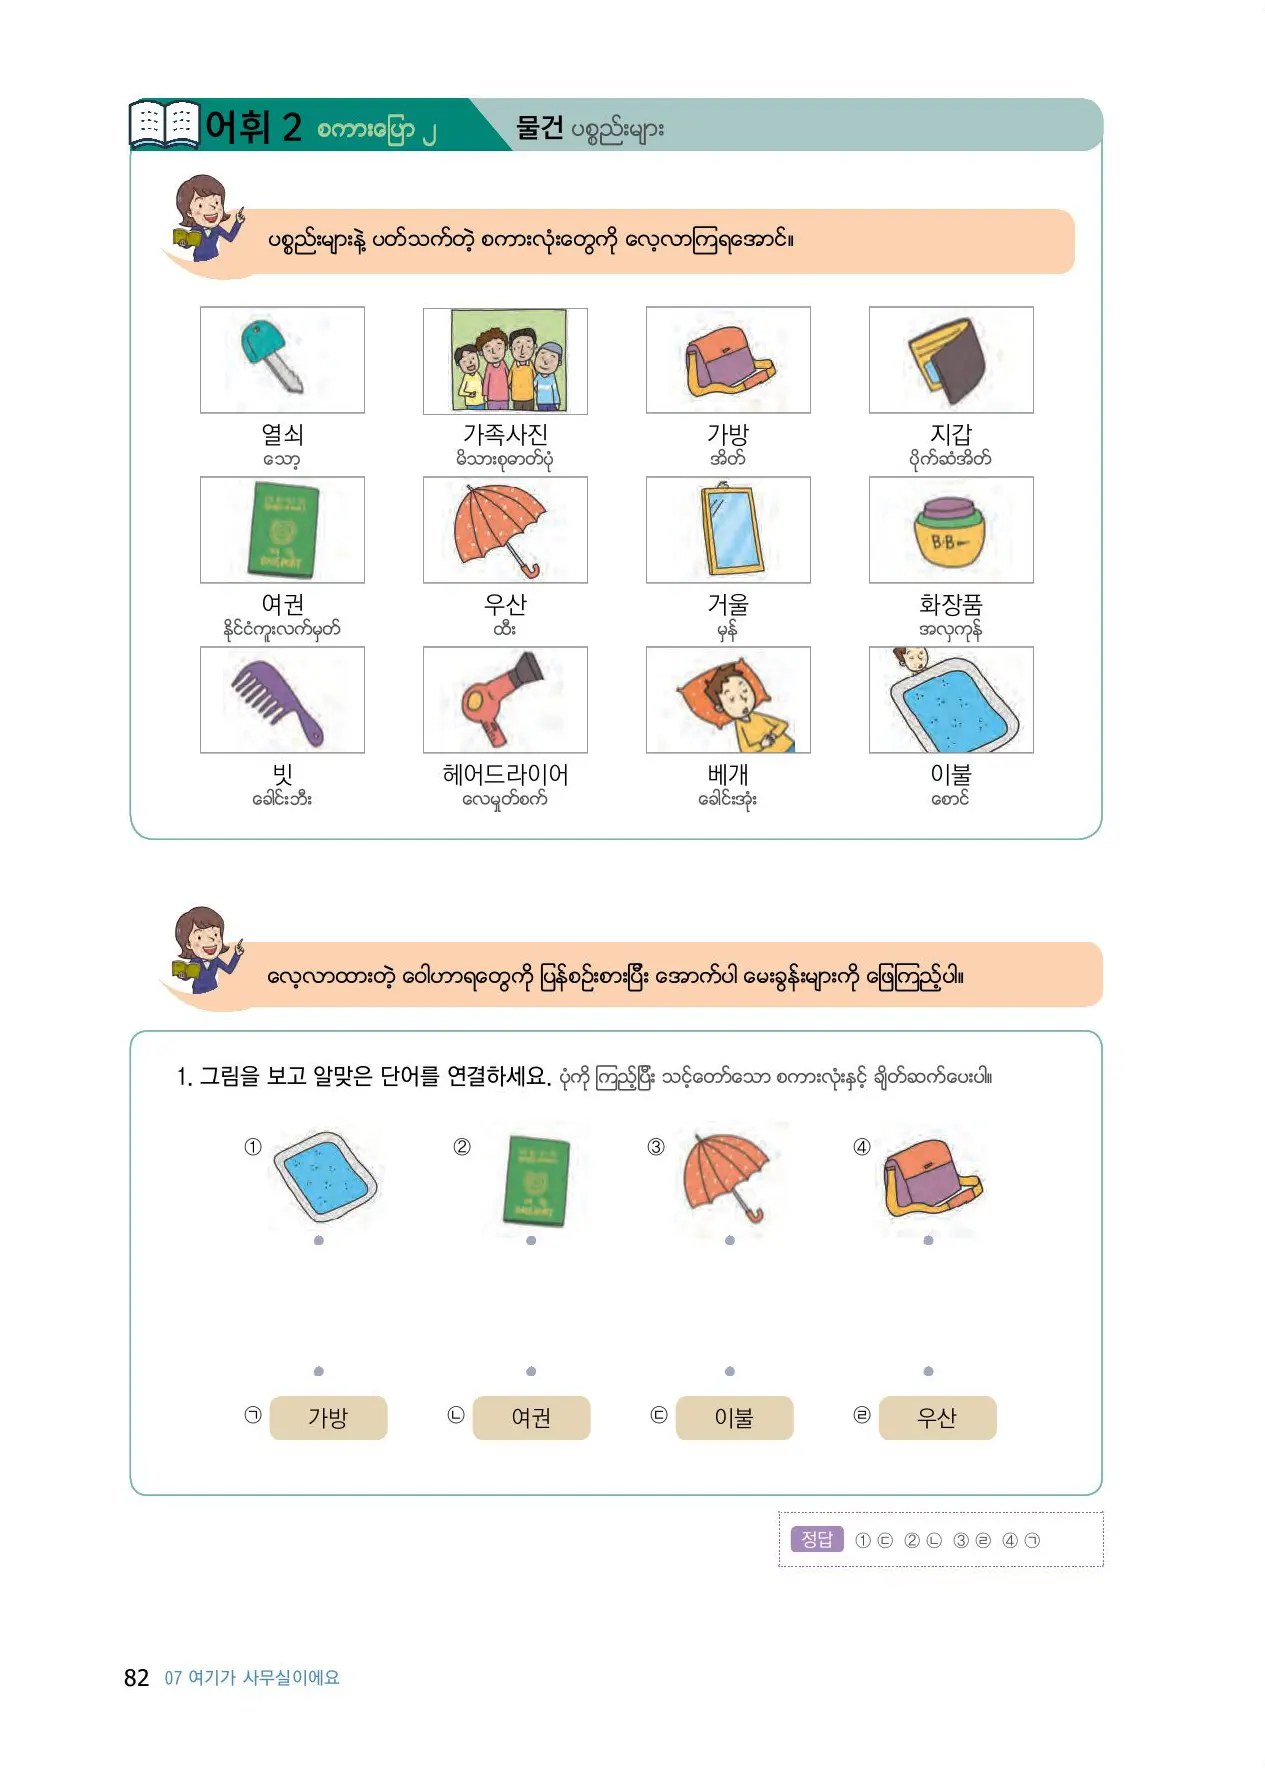 어휘 2 စကားပြော ၂ 물건 ပစ္စည်းများ
ပစ္စည်းများနဲ့ ပတ်သက်တဲ့ စကားလုံးတွေကို လေ့လာကြရအောင်။
B·B
열쇠 가족사진 가방 지갑
သော့ မိသားစုဓာတ်ပုံ အိတ် ပိုက်ဆံအိတ်
여권 우산 거울 화장품
နိုင်ငံကူးလက်မှတ် ထီး မှန် အလှကုန်
빗 헤어드라이어 베개 이불
ခေါင်းဘီး လေမှုတ်စက် ခေါင်းအုံး စောင်
လေ့လာထားတဲ့ ဝေါဟာရတွေကို ပြန်စဉ်းစားပြီး အောက်ပါ မေးခွန်းများကို ဖြေကြည့်ပါ။
1. 그림을 보고 알맞은 단어를 연결하세요. ပုံကို ကြည့်ပြီး သင့်တော်သော စကားလုံးနှင့် ချိတ်ဆက်ပေးပါ။
① ② ③ ④
㉠ 가방 ㉡ 여권 ㉢ 이불 ㉣ 우산
정답 ① ㉢ ② ㉡ ③ ㉣ ④ ㉠
82 07 여기가 사무실이에요